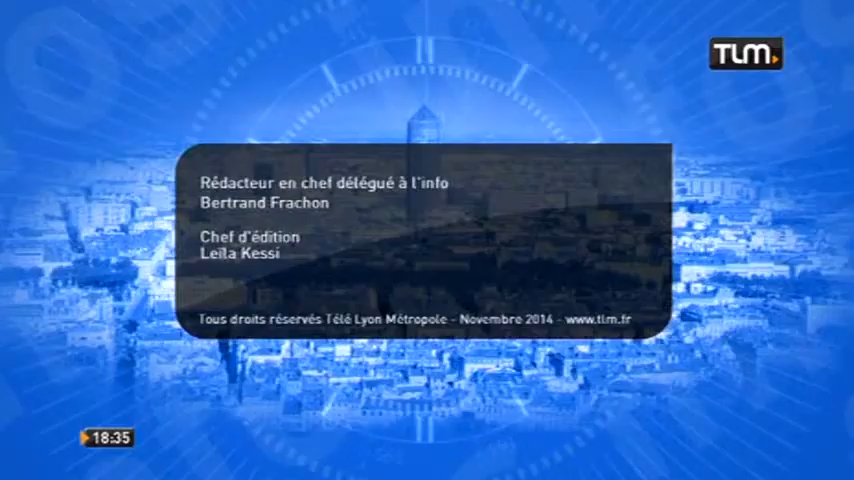 TLM
Rédacteur en chef délégué à l'info
Bertrand Frachon
Chef d'édition
Leïla Kessi
Tous droits réservés Télé Lyon Métropole - Novembre 2014 - www.tlm.fr
18:35